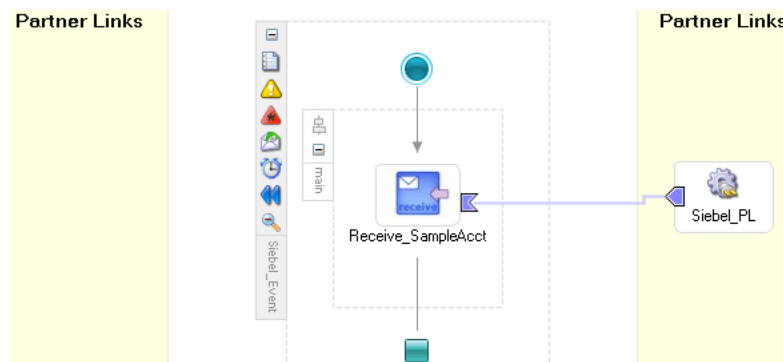 Partner Links
Partner Links
main
receive
Receive_SampleAcct
Siebel_PL
Siebel_Event